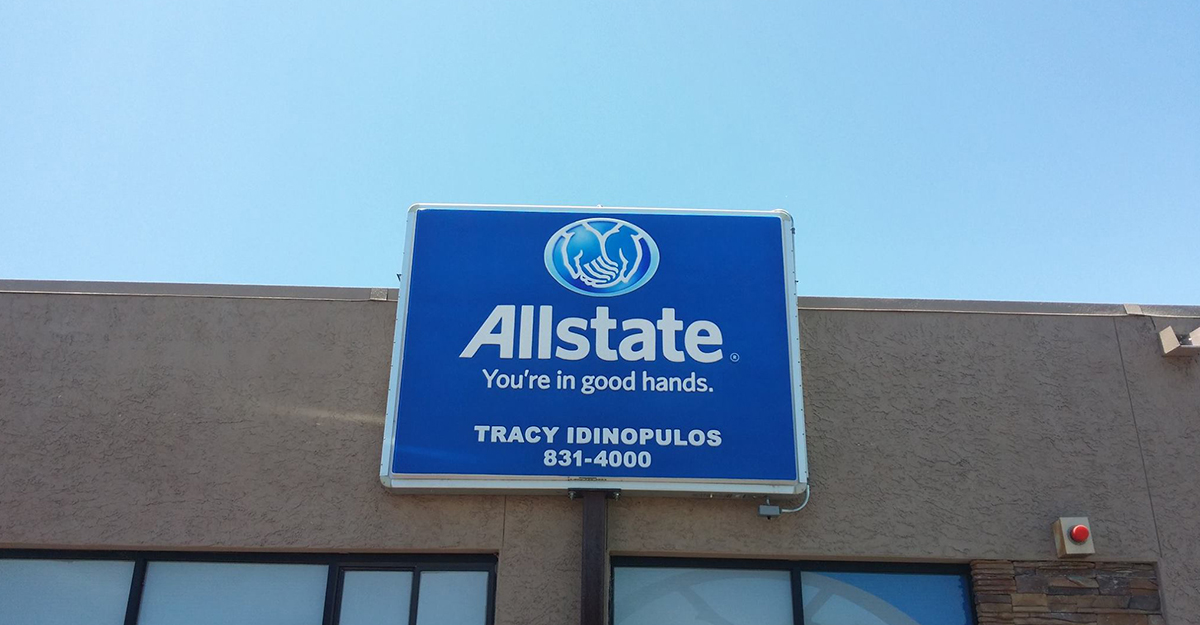 Allstate®
You're in good hands.
TRACY IDINOPULOS
831-4000